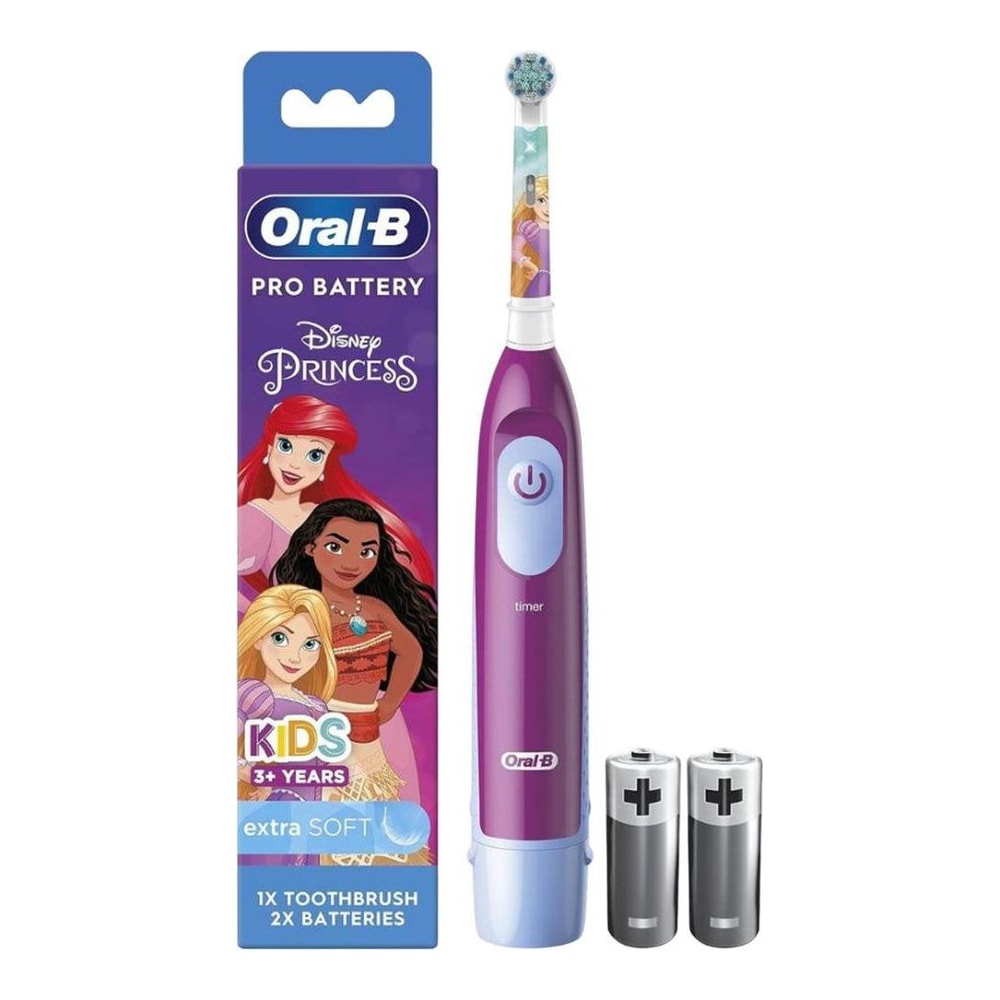 Oral-B
PRO BATTERY
Disney
PRINCESS
KIDS
3+ YEARS
extra SOFT
1X TOOTHBRUSH
2X BATTERIES
timer
Oral-B